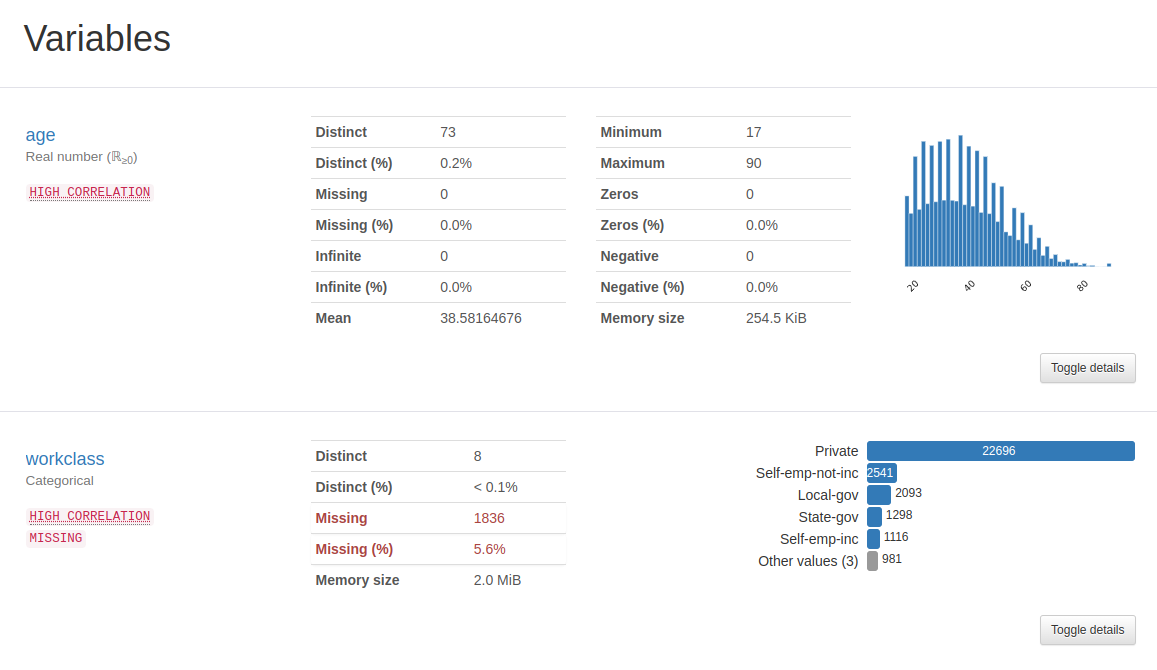 Variables
age
Real number (ℝ≥0)
HIGH CORRELATION
Distinct 73
Distinct (%) 0.2%
Missing 0
Missing (%) 0.0%
Infinite 0
Infinite (%) 0.0%
Mean 38.58164676
Minimum 17
Maximum 90
Zeros 0
Zeros (%) 0.0%
Negative 0
Negative (%) 0.0%
Memory size 254.5 KiB
20 40 60 80
Toggle details
workclass
Categorical
HIGH CORRELATION
MISSING
Distinct 8
Distinct (%) < 0.1%
Missing 1836
Missing (%) 5.6%
Memory size 2.0 MiB
Private 22696
Self-emp-not-inc 2541
Local-gov 2093
State-gov 1298
Self-emp-inc 1116
Other values (3) 981
Toggle details